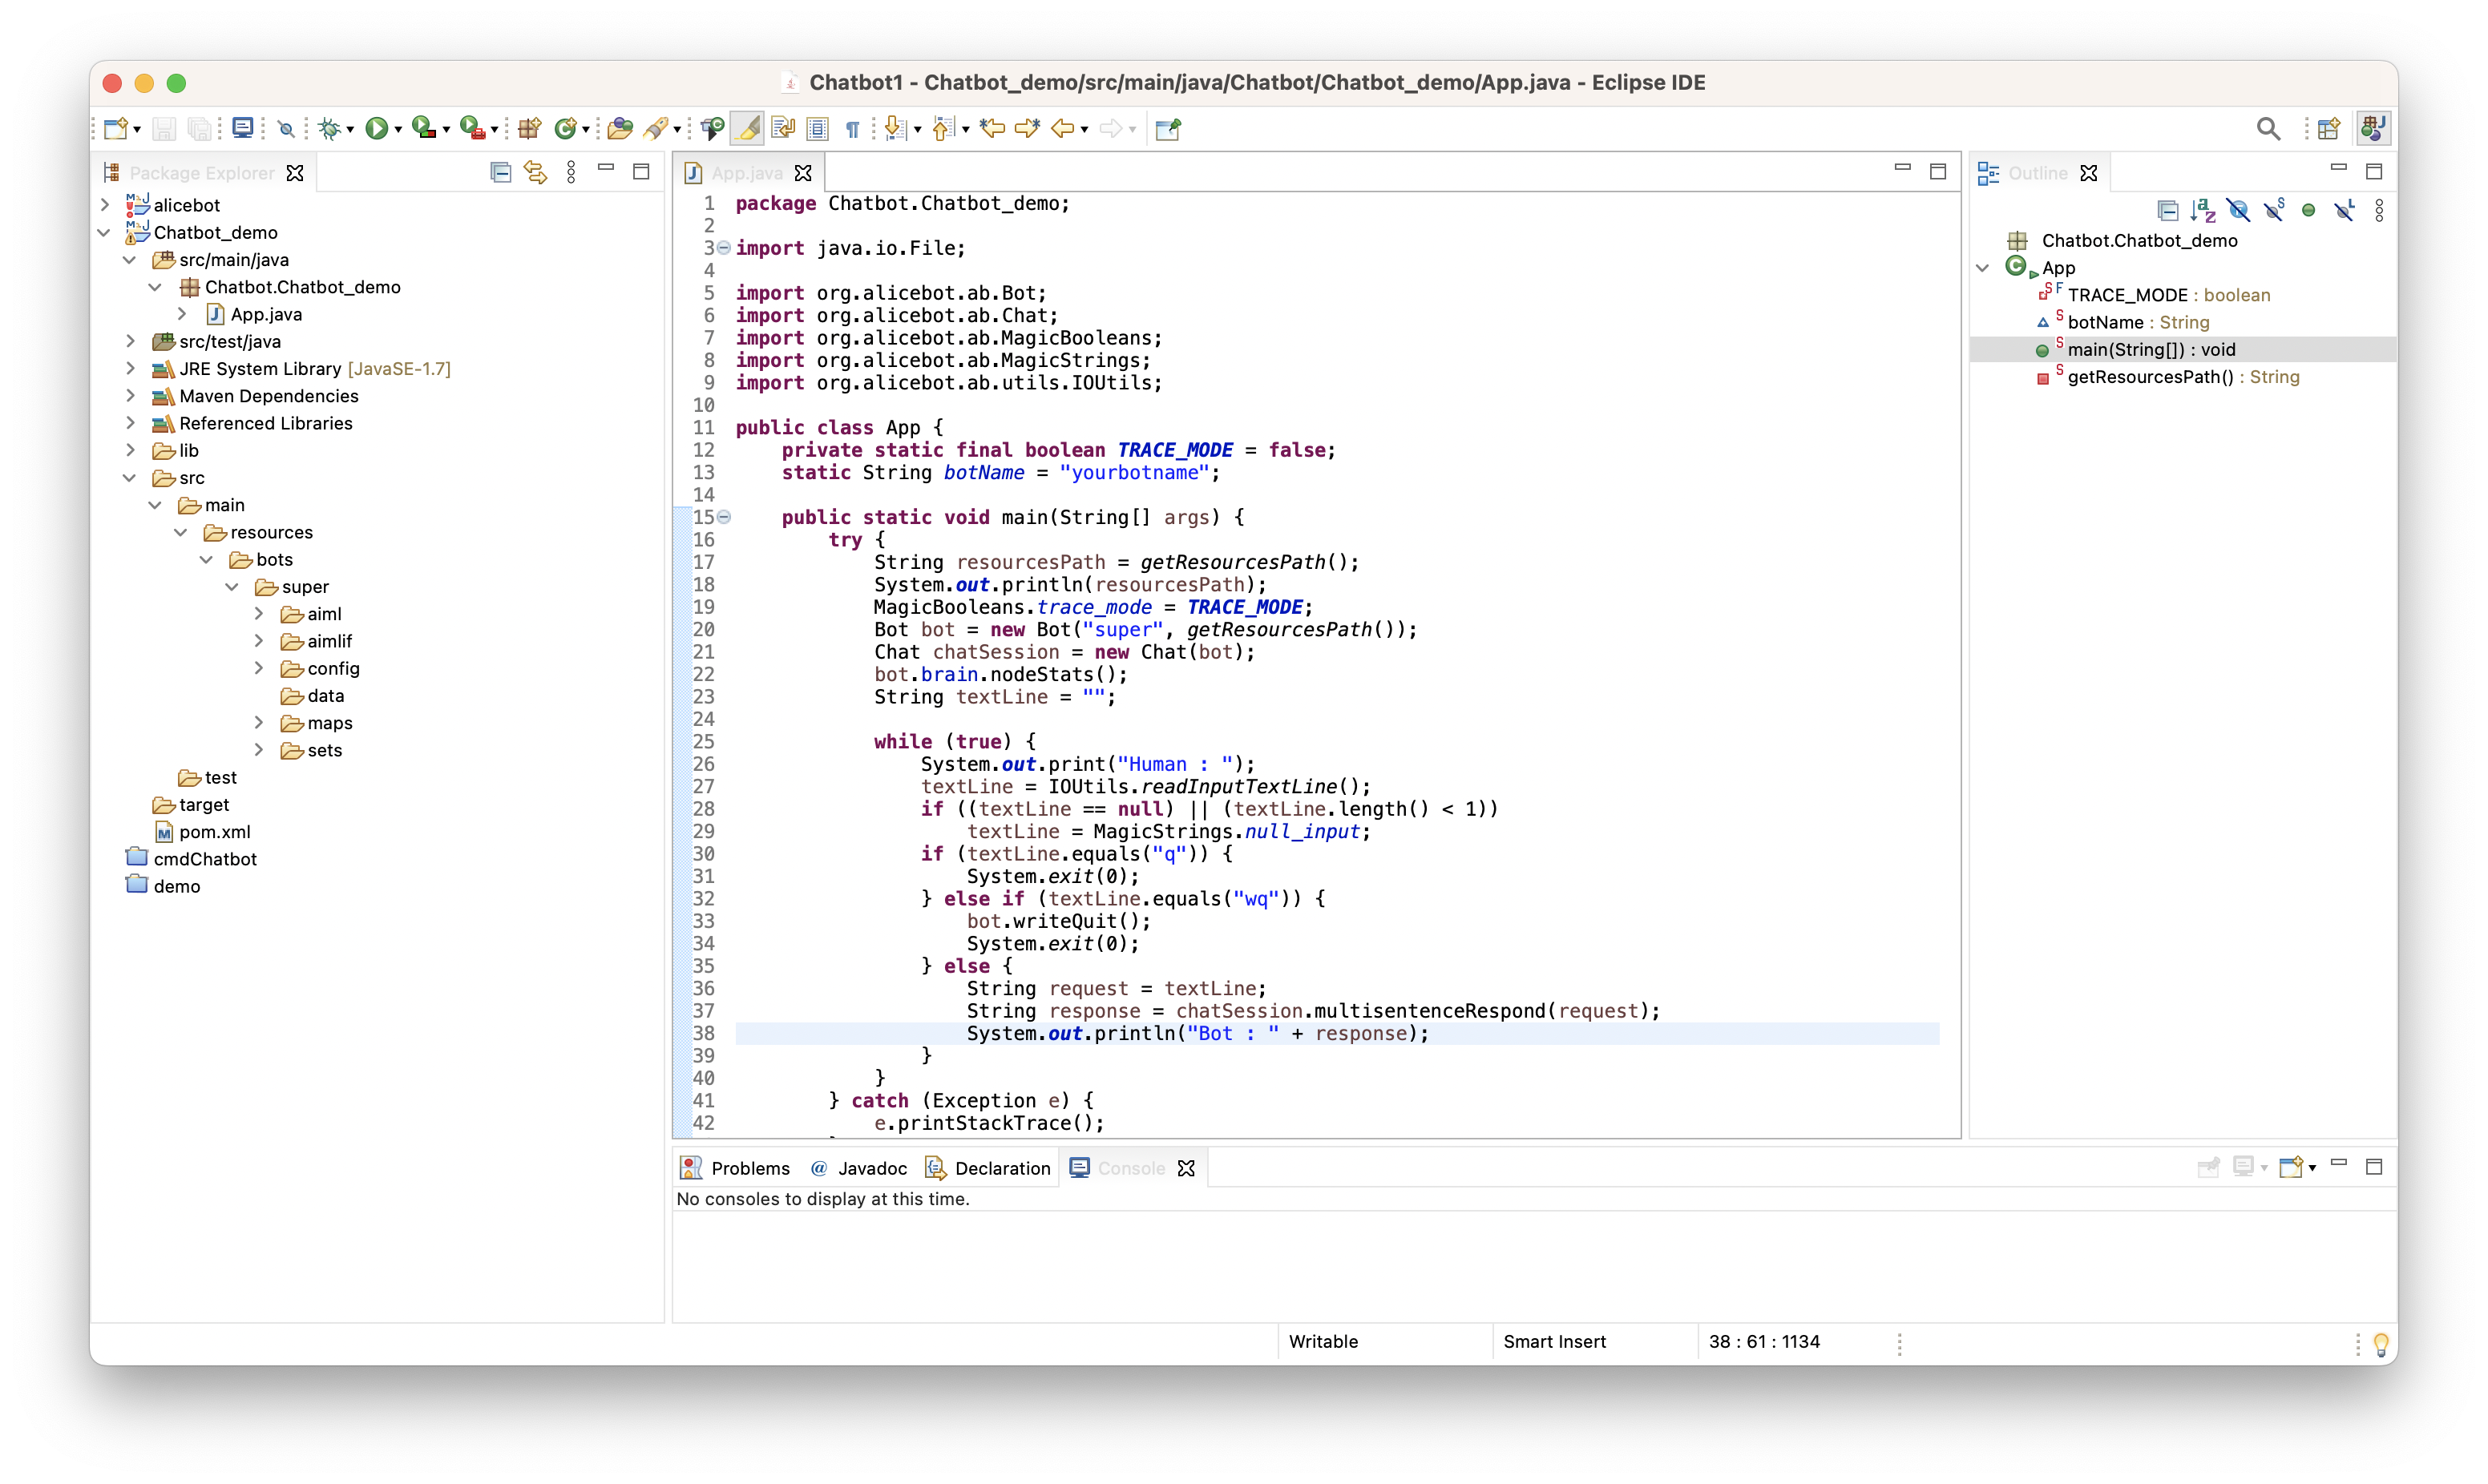 Chatbot1 - Chatbot_demo/src/main/java/Chatbot/Chatbot_demo/App.java - Eclipse IDE
Package Explorer
alicebot
Chatbot_demo
src/main/java
Chatbot.Chatbot_demo
App.java
src/test/java
JRE System Library [JavaSE-1.7]
Maven Dependencies
Referenced Libraries
lib
src
main
resources
bots
super
aiml
aimlif
config
data
maps
sets
test
target
pom.xml
cmdChatbot
demo
App.java
1 package Chatbot.Chatbot_demo;
2
3 import java.io.File;
4
5 import org.alicebot.ab.Bot;
6 import org.alicebot.ab.Chat;
7 import org.alicebot.ab.MagicBooleans;
8 import org.alicebot.ab.MagicStrings;
9 import org.alicebot.ab.utils.IOUtils;
10
11 public class App {
12     private static final boolean TRACE_MODE = false;
13     static String botName = "yourbotname";
14
15     public static void main(String[] args) {
16         try {
17             String resourcesPath = getResourcesPath();
18             System.out.println(resourcesPath);
19             MagicBooleans.trace_mode = TRACE_MODE;
20             Bot bot = new Bot("super", getResourcesPath());
21             Chat chatSession = new Chat(bot);
22             bot.brain.nodeStats();
23             String textLine = "";
24
25             while (true) {
26                 System.out.print("Human : ");
27                 textLine = IOUtils.readInputTextLine();
28                 if ((textLine == null) || (textLine.length() < 1))
29                     textLine = MagicStrings.null_input;
30                 if (textLine.equals("q")) {
31                     System.exit(0);
32                 } else if (textLine.equals("wq")) {
33                     bot.writeQuit();
34                     System.exit(0);
35                 } else {
36                     String request = textLine;
37                     String response = chatSession.multisentenceRespond(request);
38                     System.out.println("Bot : " + response);
39                 }
40             }
41         } catch (Exception e) {
42             e.printStackTrace();
Outline
Chatbot.Chatbot_demo
App
TRACE_MODE : boolean
botName : String
main(String[]) : void
getResourcesPath() : String
Problems @ Javadoc Declaration Console
No consoles to display at this time.
Writable Smart Insert 38 : 61 : 1134